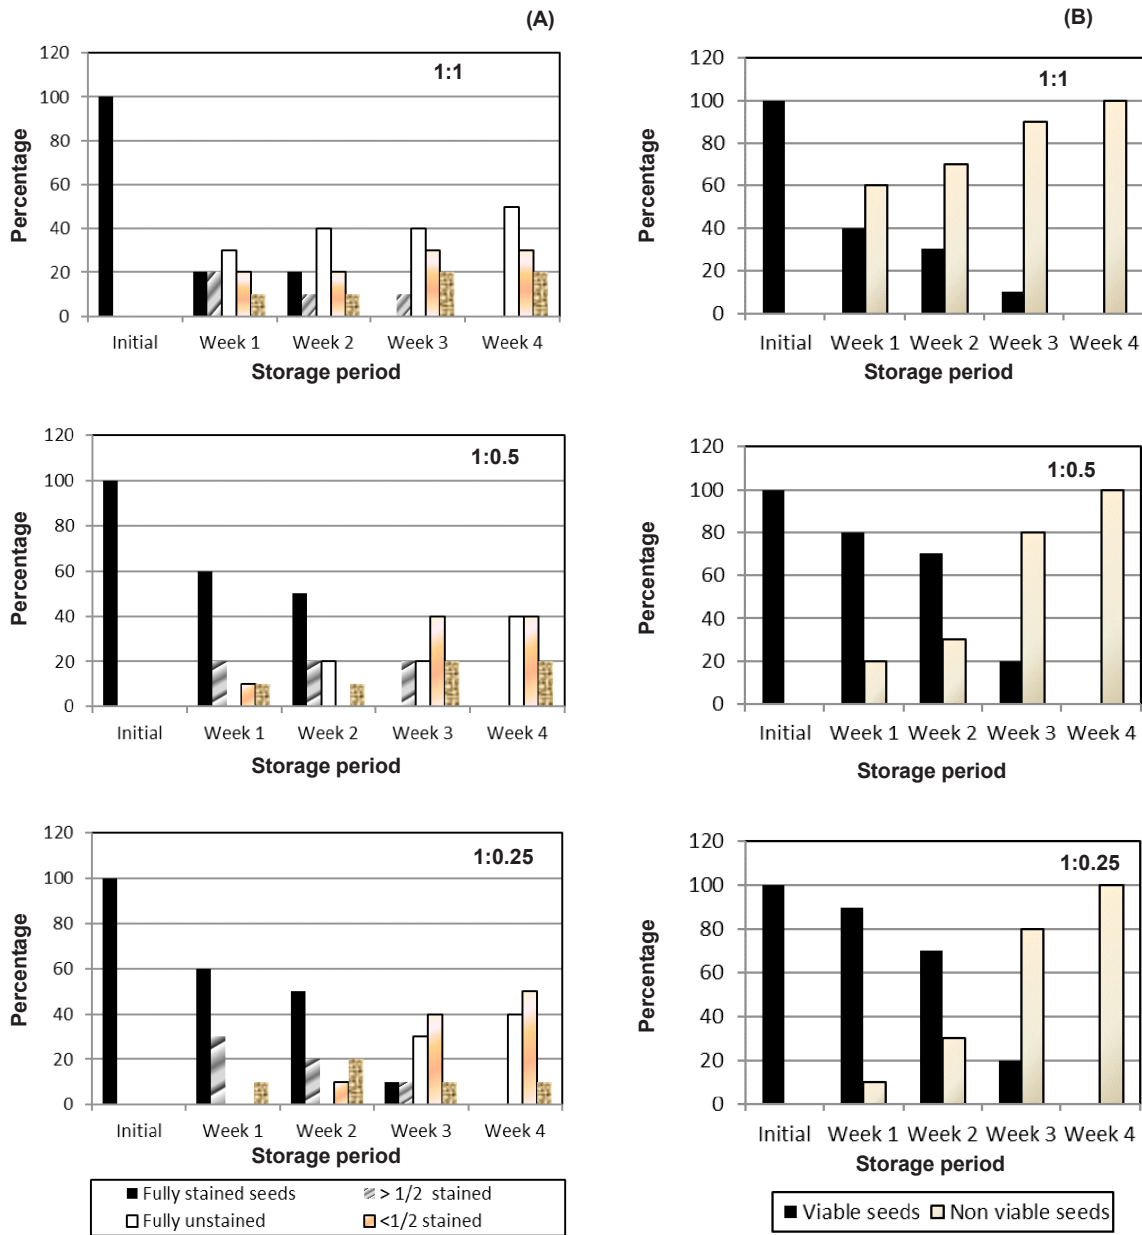 (A)
120
100
80
60
40
20
0
Percentage
1:1
Initial Week 1 Week 2 Week 3 Week 4
Storage period
120
100
80
60
40
20
0
Percentage
1:0.5
Initial Week 1 Week 2 Week 3 Week 4
Storage period
120
100
80
60
40
20
0
Percentage
1:0.25
Initial Week 1 Week 2 Week 3 Week 4
Storage period
Fully stained seeds > 1/2 stained
Fully unstained <1/2 stained
(B)
120
100
80
60
40
20
0
Percentage
1:1
Initial Week 1 Week 2 Week 3 Week 4
Storage period
120
100
80
60
40
20
0
Percentage
1:0.5
Initial Week 1 Week 2 Week 3 Week 4
Storage period
120
100
80
60
40
20
0
Percentage
1:0.25
Initial Week 1 Week 2 Week 3 Week 4
Storage period
Viable seeds Non viable seeds